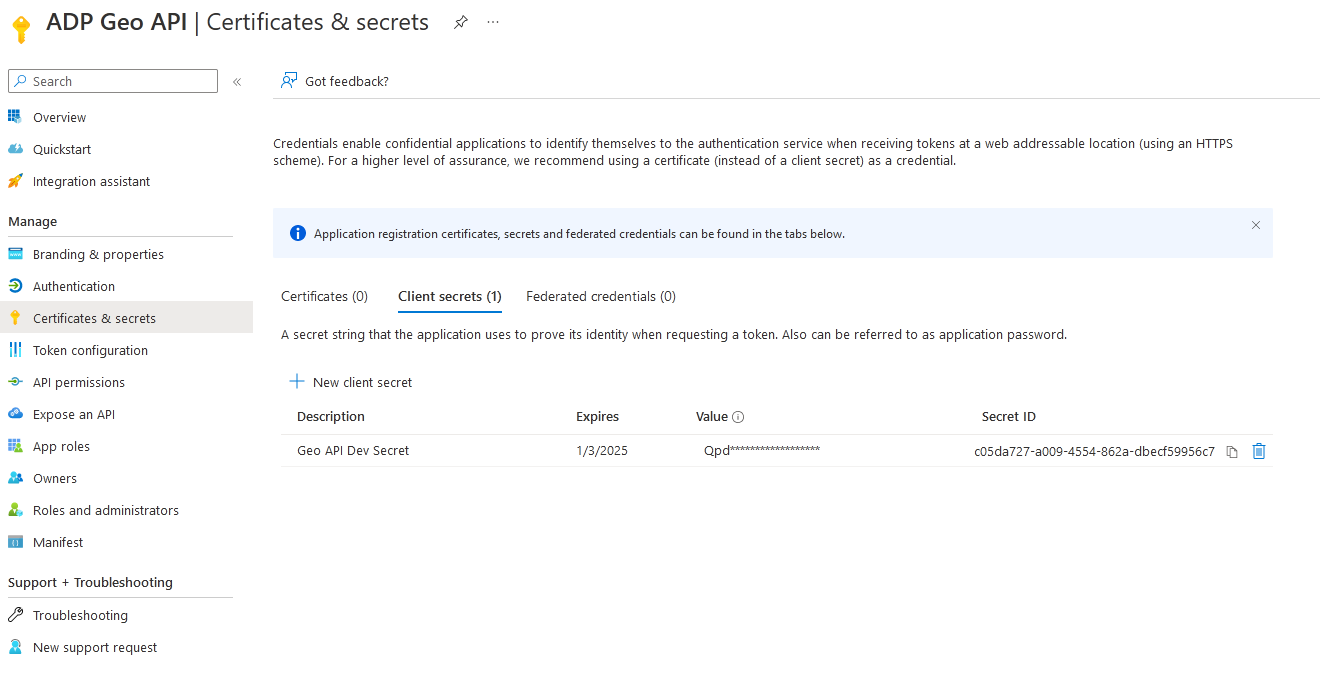 ADP Geo API | Certificates & secrets
Search
Overview
Quickstart
Integration assistant
Manage
Branding & properties
Authentication
Certificates & secrets
Token configuration
API permissions
Expose an API
App roles
Owners
Roles and administrators
Manifest
Support + Troubleshooting
Troubleshooting
New support request
Got feedback?
Credentials enable confidential applications to identify themselves to the authentication service when receiving tokens at a web addressable location (using an HTTPS
scheme). For a higher level of assurance, we recommend using a certificate (instead of a client secret) as a credential.
Application registration certificates, secrets and federated credentials can be found in the tabs below.
Certificates (0) Client secrets (1) Federated credentials (0)
A secret string that the application uses to prove its identity when requesting a token. Also can be referred to as application password.
New client secret
Description Expires Value Secret ID
Geo API Dev Secret 1/3/2025 Qpd****************** c05da727-a009-4554-862a-dbecf59956c7